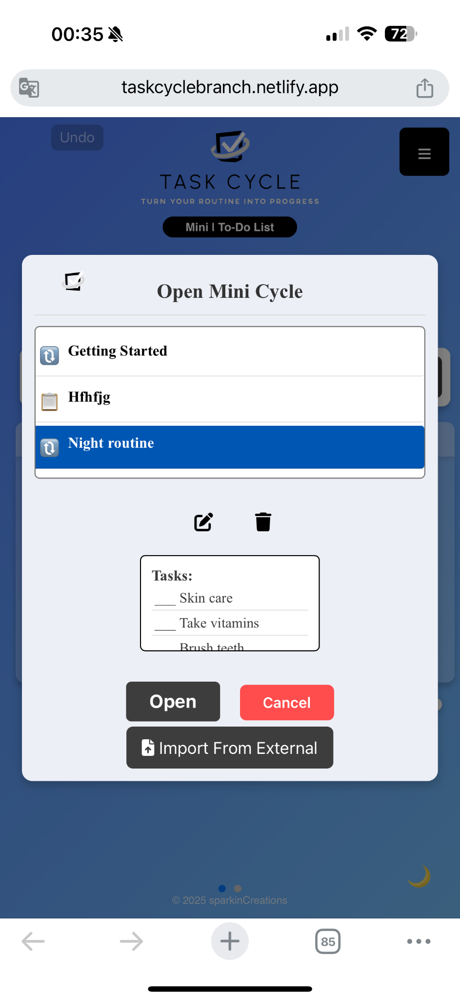 00:35
72
taskcyclebranch.netlify.app
Undo
TASK CYCLE
TURN YOUR ROUTINE INTO PROGRESS
Mini | To-Do List
Open Mini Cycle
Getting Started
Hfhfjg
Night routine
Tasks:
___ Skin care
___ Take vitamins
Brush teeth
Open
Cancel
Import From External
© 2025 sparkinCreations
85